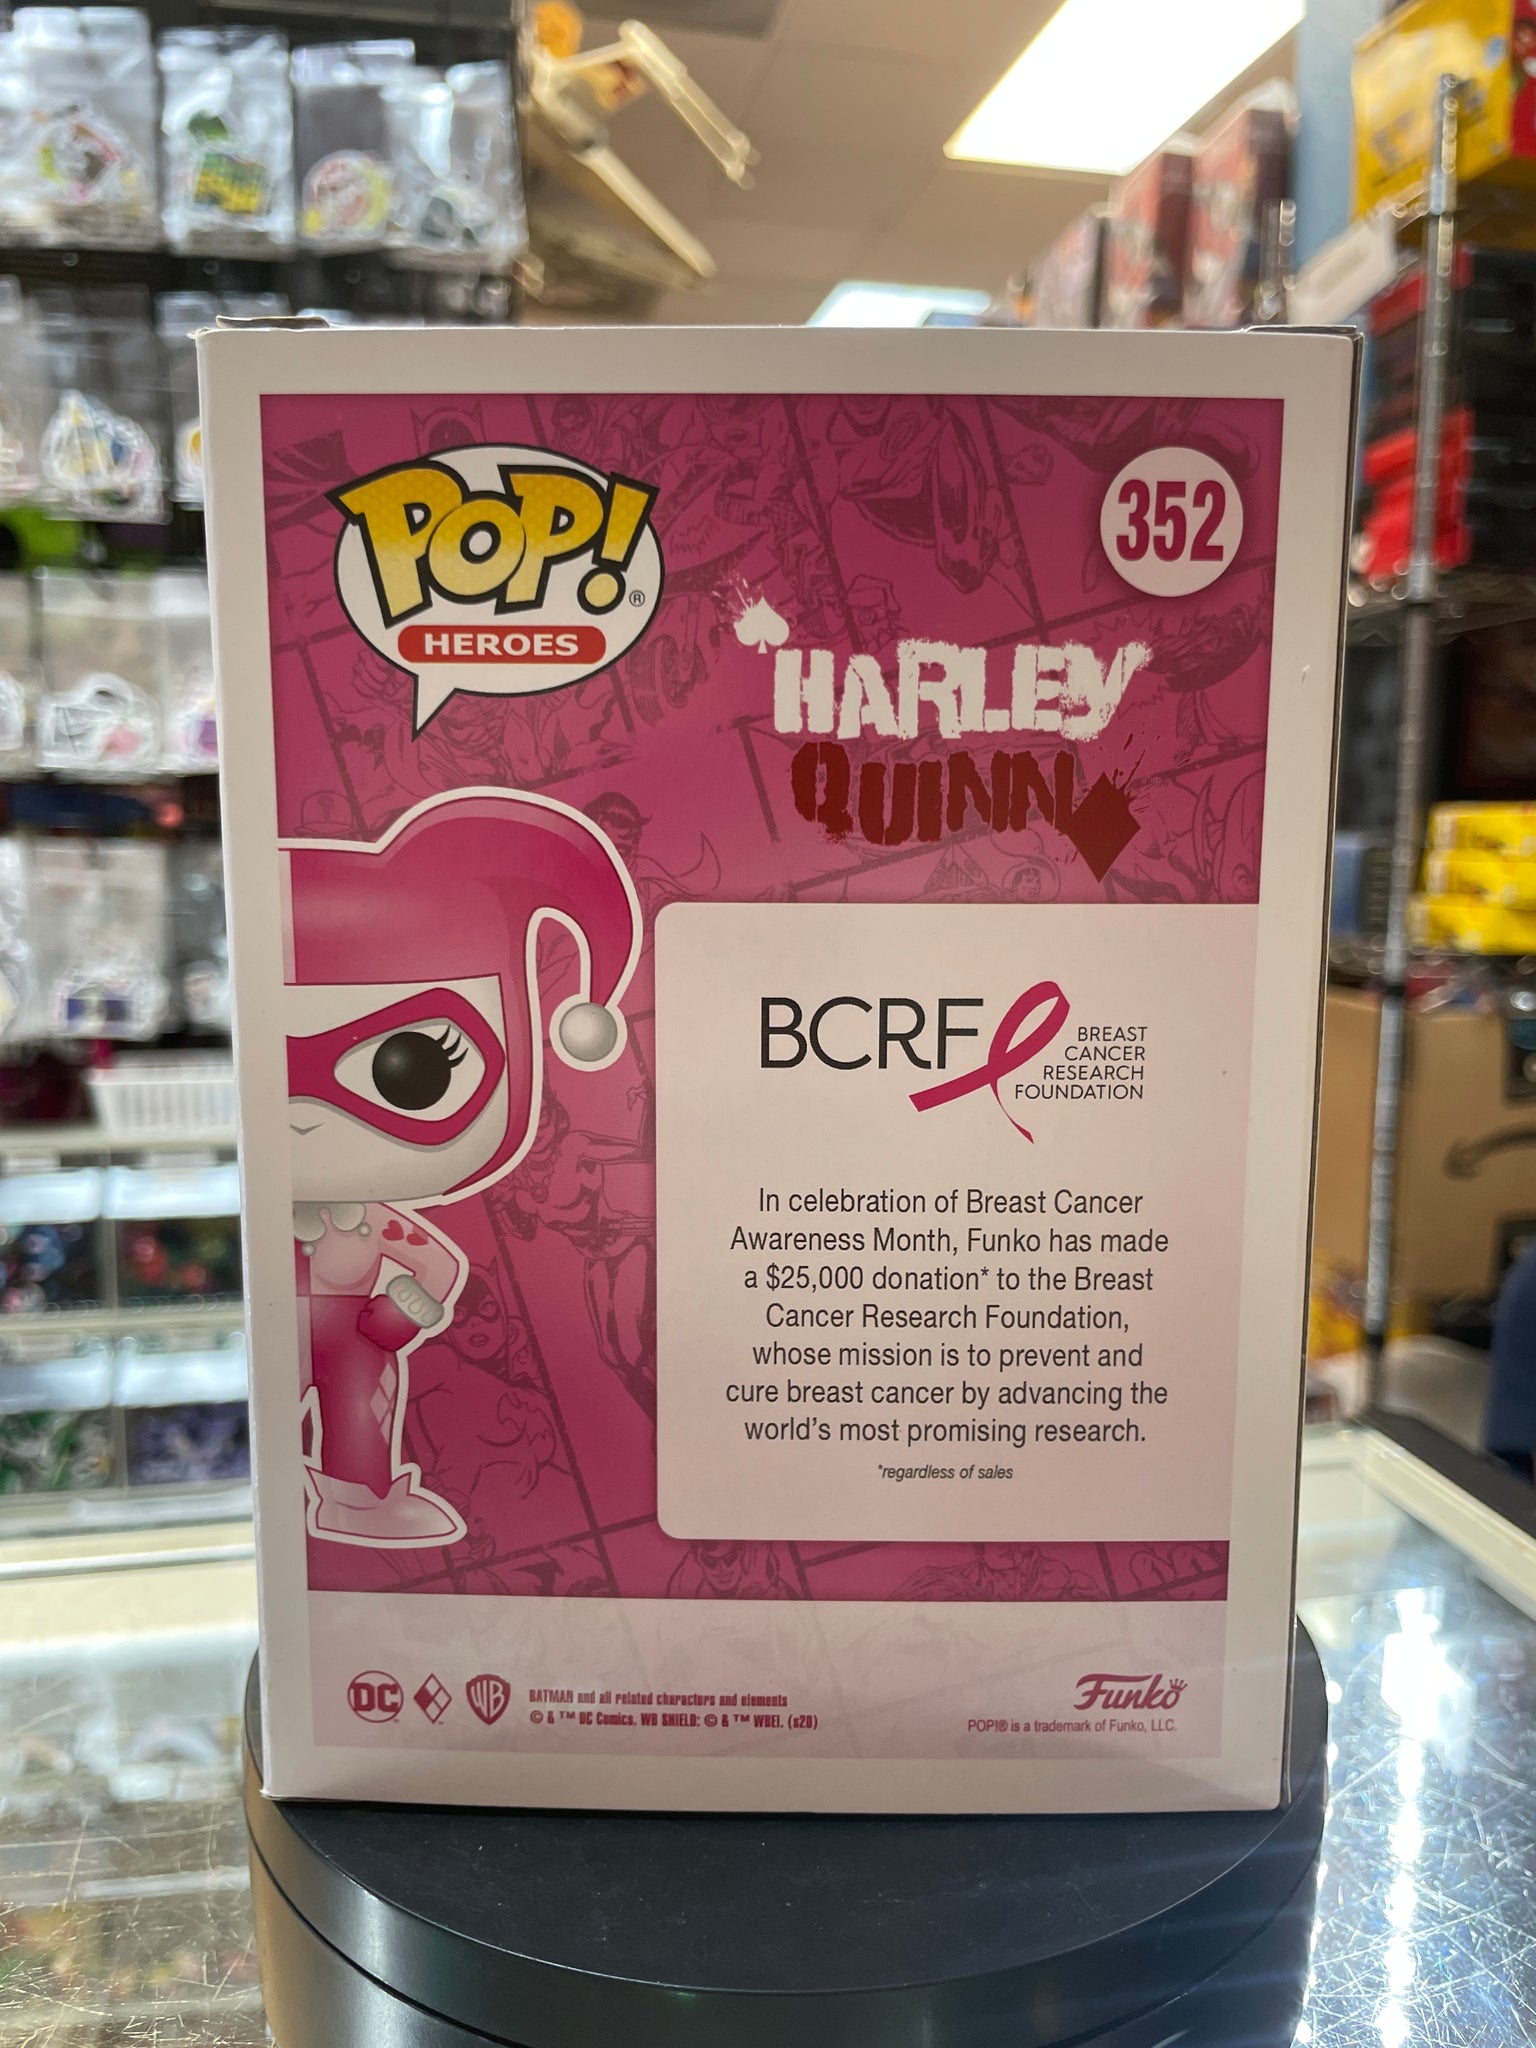 POP!®
HEROES
352
HARLEY
QUINN
BCRF
BREAST
CANCER
RESEARCH
FOUNDATION
In celebration of Breast Cancer
Awareness Month, Funko has made
a $25,000 donation* to the Breast
Cancer Research Foundation,
whose mission is to prevent and
cure breast cancer by advancing the
world's most promising research.
*regardless of sales
DC
WB
BATMAN and all related characters and elements
© & ™ DC Comics. WB SHIELD: © & ™ WBEI. (s20)
Funko
POP!® is a trademark of Funko, LLC.